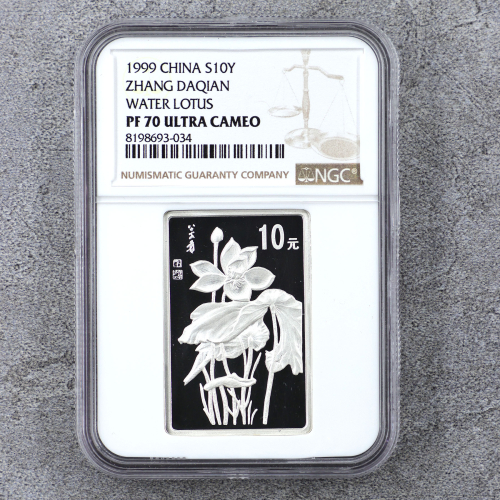 1999 CHINA S10Y
ZHANG DAQIAN
WATER LOTUS
PF 70 ULTRA CAMEO
8198693-034
NUMISMATIC GUARANTY COMPANY
NGC®
10元